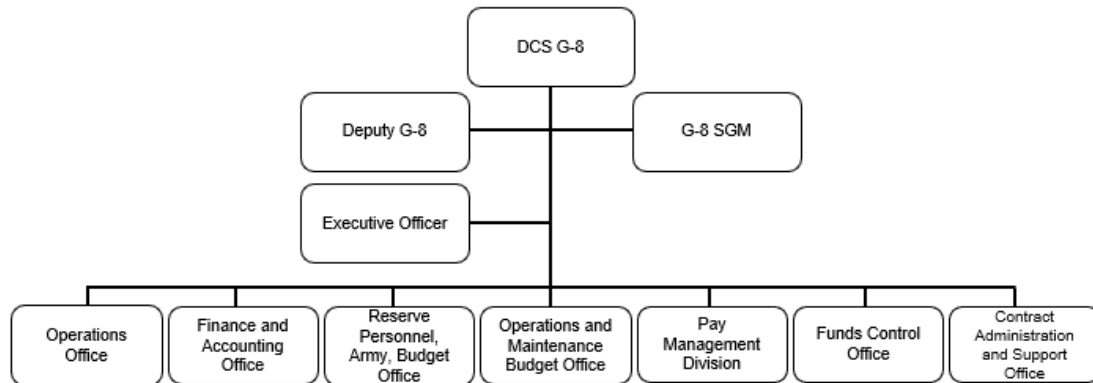 DCS G-8
Deputy G-8
G-8 SGM
Executive Officer
Operations
Office
Finance and
Accounting
Office
Reserve
Personnel,
Army, Budget
Office
Operations and
Maintenance
Budget Office
Pay
Management
Division
Funds Control
Office
Contract
Administration
and Support
Office